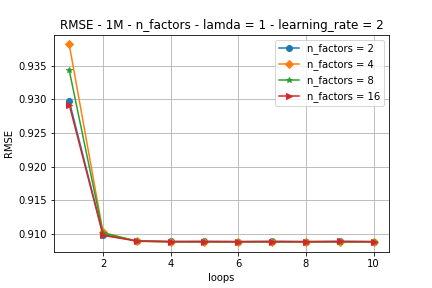 RMSE - 1M - n_factors - lamda = 1 - learning_rate = 2
n_factors = 2
n_factors = 4
n_factors = 8
n_factors = 16
0.935
0.930
0.925
0.920
0.915
0.910
RMSE
2 4 6 8 10
loops